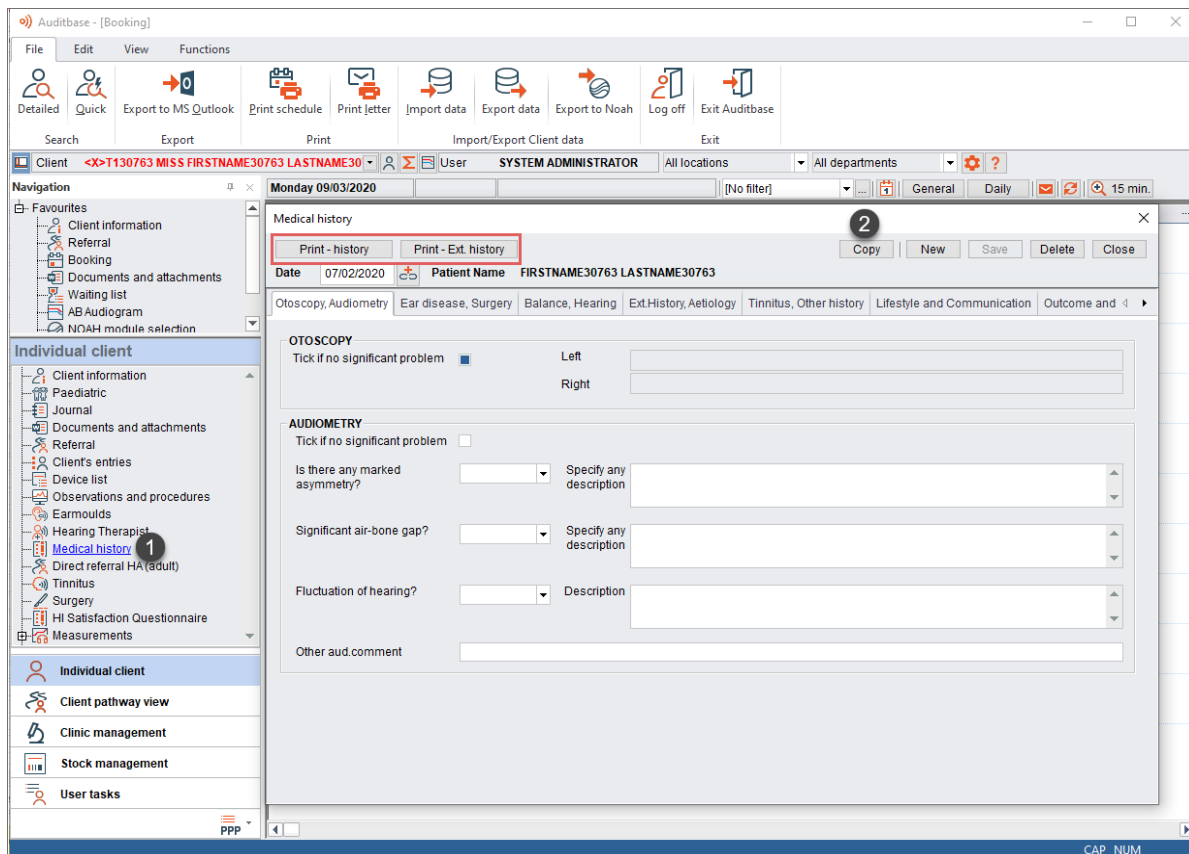 Auditbase - [Booking]
File Edit View Functions
Detailed Quick Export to MS Outlook Print schedule Print letter Import data Export data Export to Noah Log off Exit Auditbase
Search Export Print Import/Export Client data Exit
Client <X>T130763 MISS FIRSTNAME30763 LASTNAME30 User SYSTEM ADMINISTRATOR All locations All departments ?
Navigation
Monday 09/03/2020 [No filter] ... 1 General Daily 15 min.
Favourites
Client information
Referral
Booking
Documents and attachments
Waiting list
AB Audiogram
NOAH module selection
Individual client
Client information
Paediatric
Journal
Documents and attachments
Referral
Client's entries
Device list
Observations and procedures
Earmoulds
Hearing Therapist
Medical history 1
Direct referral HA (adult)
Tinnitus
Surgery
HI Satisfaction Questionnaire
Measurements
Individual client
Client pathway view
Clinic management
Stock management
User tasks
PPP
Medical history
2
Print - history Print - Ext. history Copy New Save Delete Close
Date 07/02/2020 Patient Name FIRSTNAME30763 LASTNAME30763
Otoscopy, Audiometry Ear disease, Surgery Balance, Hearing Ext.History, Aetiology Tinnitus, Other history Lifestyle and Communication Outcome and
OTOSCOPY
Tick if no significant problem Left
Right
AUDIOMETRY
Tick if no significant problem
Is there any marked asymmetry? Specify any description
Significant air-bone gap? Specify any description
Fluctuation of hearing? Description
Other aud.comment
CAP NUM